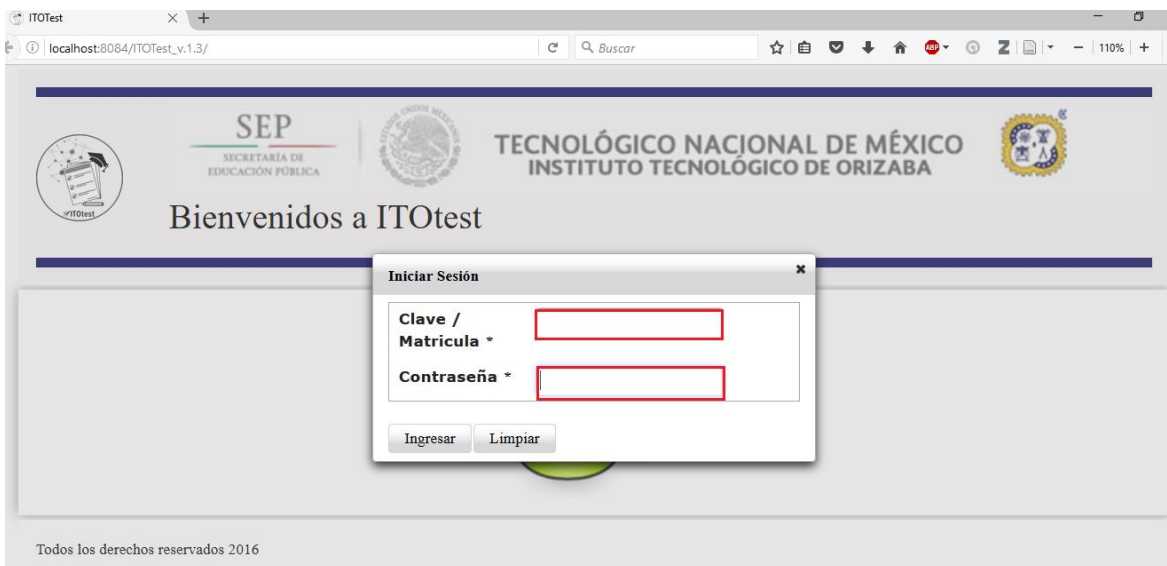 ITOTest
localhost:8084/ITOTest_v.1.3/
Buscar
ABP
110%
SEP
SECRETARÍA DE
EDUCACIÓN PÚBLICA
TECNOLÓGICO NACIONAL DE MÉXICO
INSTITUTO TECNOLÓGICO DE ORIZABA
ITOtest
Bienvenidos a ITOtest
Iniciar Sesión
Clave /
Matricula *
Contraseña *
Ingresar Limpiar
Todos los derechos reservados 2016